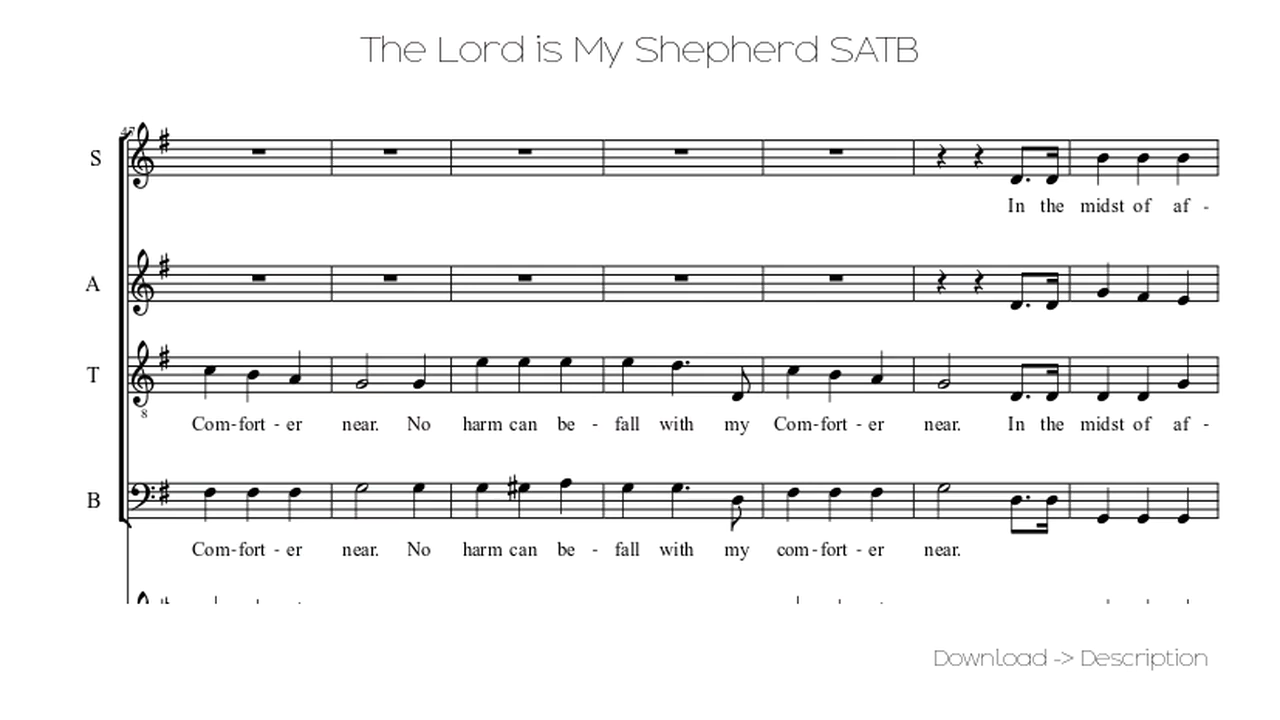 The Lord is My Shepherd SATB
47
S
In the midst of af -
A
T
8
Com-fort - er near. No harm can be - fall with my Com-fort - er near. In the midst of af -
B
Com-fort - er near. No harm can be - fall with my com-fort - er near.
Download -> Description